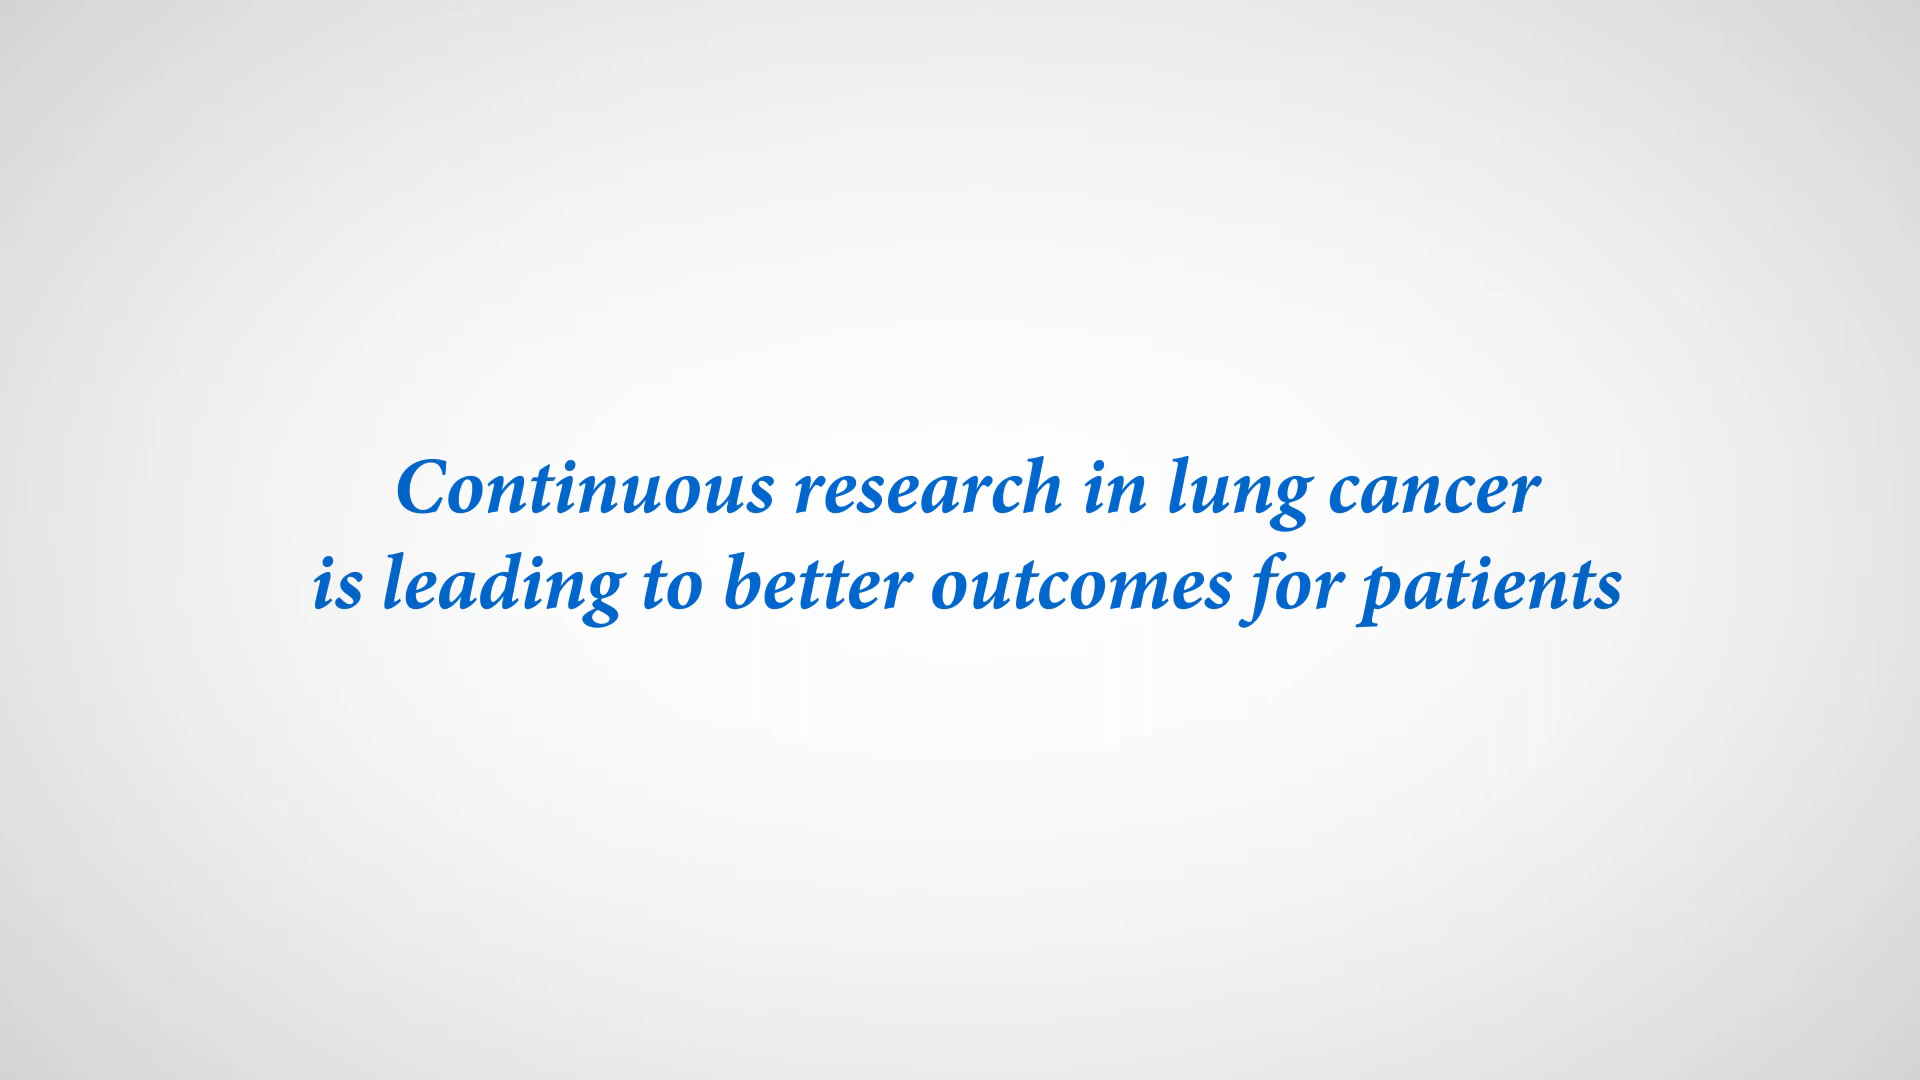 Continuous research in lung cancer
is leading to better outcomes for patients